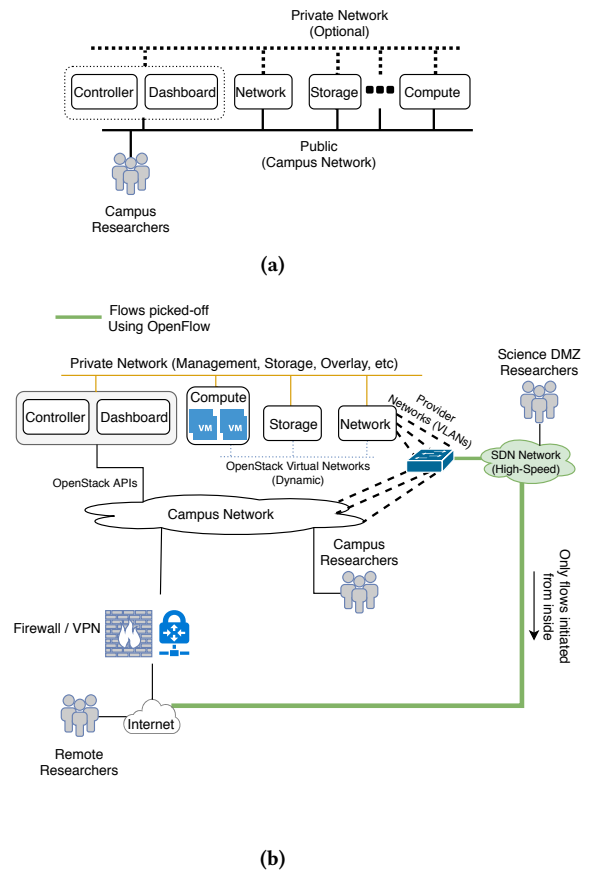 Private Network
(Optional)
Controller
Dashboard
Network
Storage
Compute
Public
(Campus Network)
Campus
Researchers
(a)
Flows picked-off
Using OpenFlow
Science DMZ
Researchers
Private Network (Management, Storage, Overlay, etc)
Controller
Dashboard
Compute
VM
VM
Storage
Network
Provider
Networks (VLANs)
SDN Network
(High-Speed)
OpenStack Virtual Networks
(Dynamic)
OpenStack APIs
Campus Network
Campus
Researchers
Only flows initiated
from inside
Firewall / VPN
Internet
Remote
Researchers
(b)